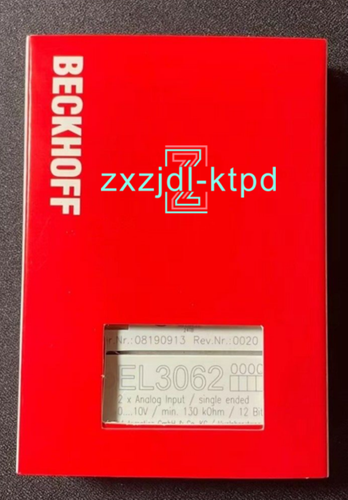 BECKHOFF
zxzjdl-ktpd
Z
r.Nr.:08190913 Rev.Nr.:0020
EL3062 0000
2 x Analog Input / single ended
0....10V / min. 130 kOhm / 12 Bit